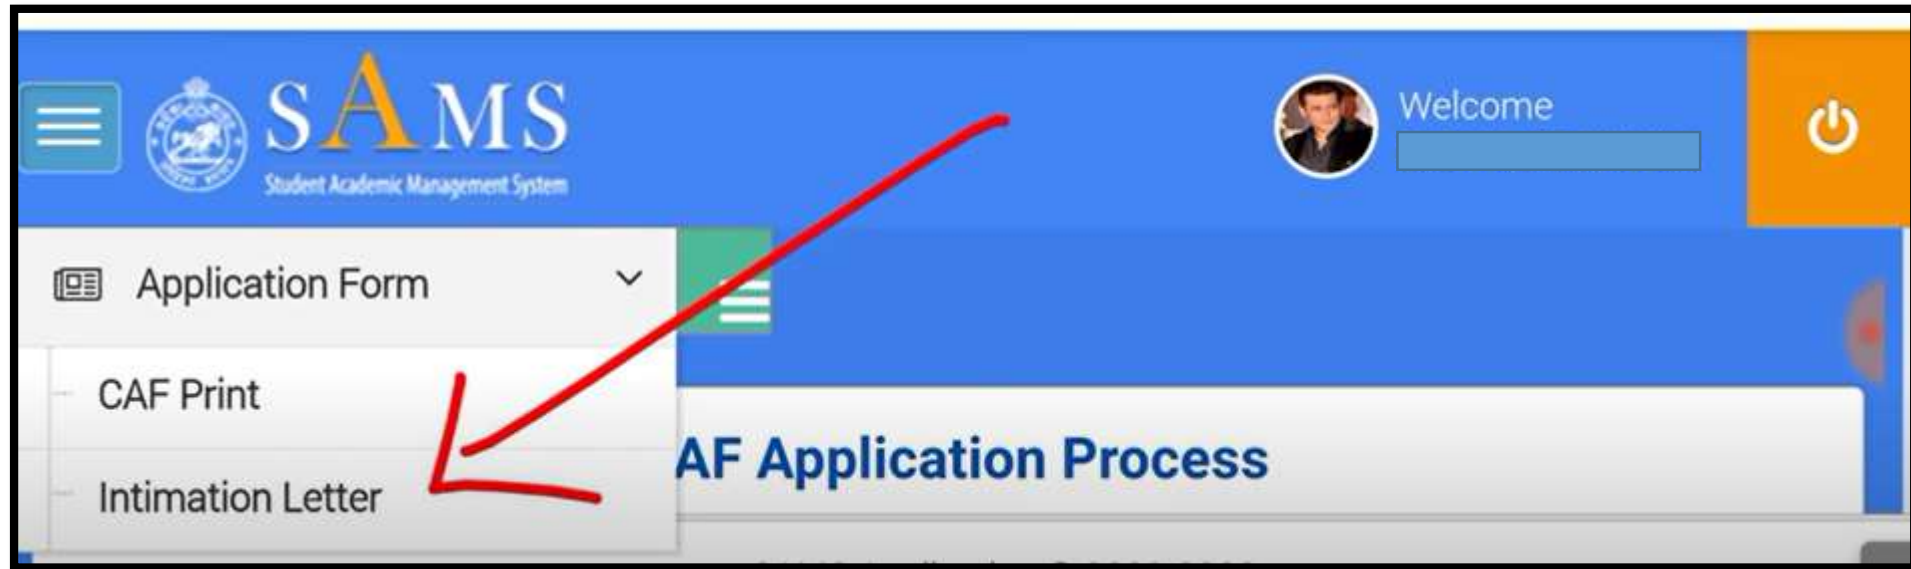 SAMS
Student Academic Management System
Welcome
Application Form
CAF Print
Intimation Letter
AF Application Process